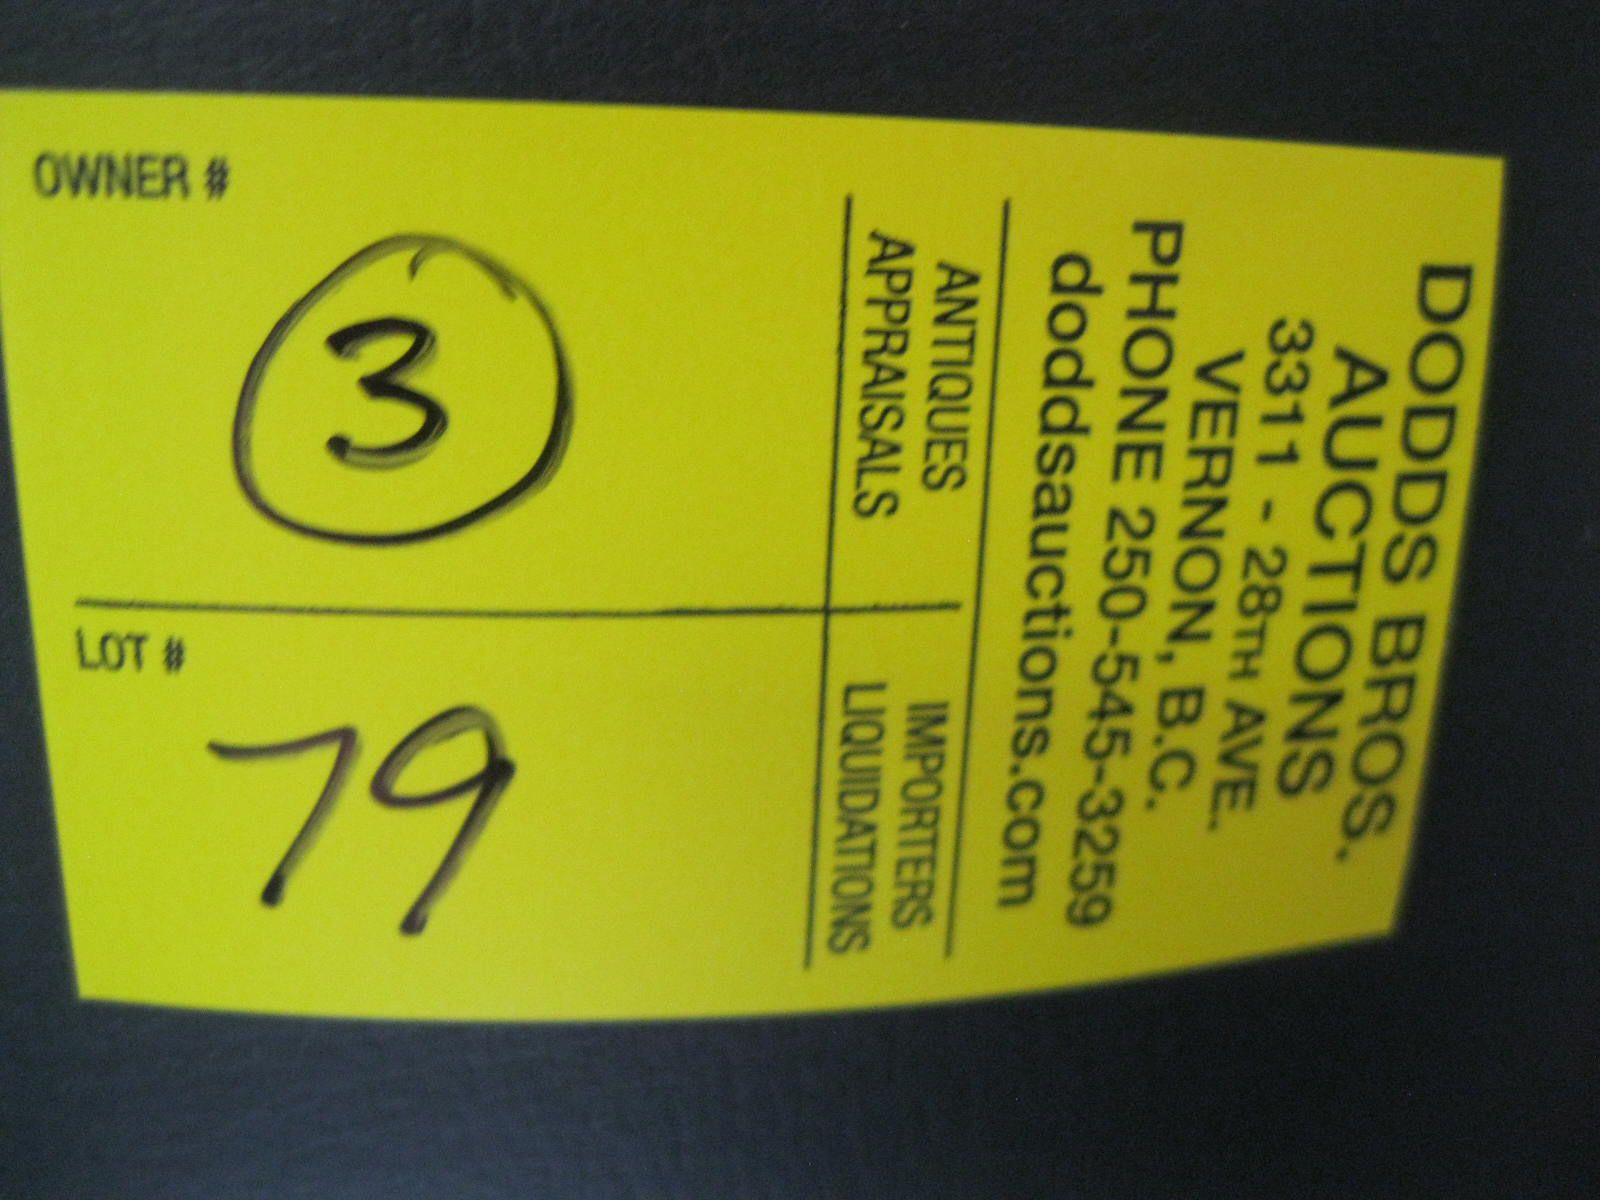 DODDS BROS.
AUCTIONS
3311 - 28TH AVE.
VERNON, B.C.
PHONE 250-545-3259
doddsauctions.com
ANTIQUES IMPORTERS
APPRAISALS LIQUIDATIONS
OWNER #
3
LOT #
79